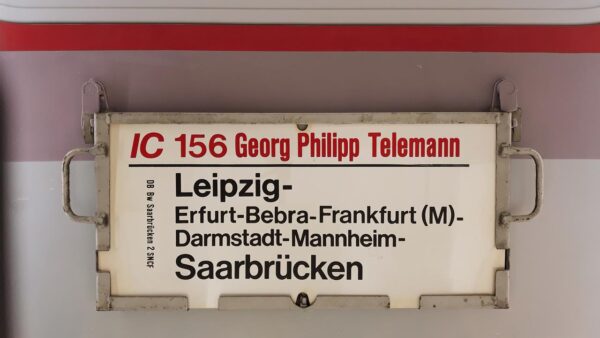 IC 156 Georg Philipp Telemann
Leipzig-
Erfurt-Bebra-Frankfurt (M)-
Darmstadt-Mannheim-
Saarbrücken
DB Bw Saarbrücken 2 SNCF